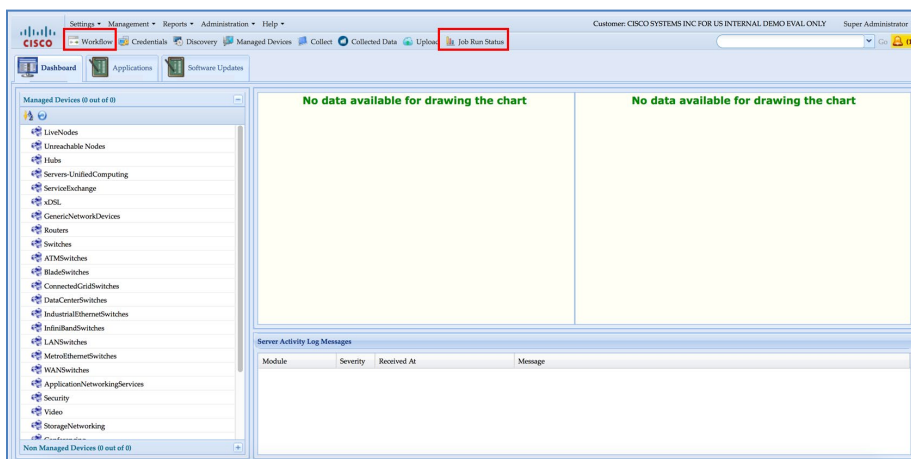 Settings Management Reports Administration Help Customer: CISCO SYSTEMS INC FOR US INTERNAL DEMO EVAL ONLY Super Administrator
CISCO Workflow Credentials Discovery Managed Devices Collect Collected Data Upload Job Run Status Go
Dashboard Applications Software Updates
Managed Devices (0 out of 0)
LiveNodes
Unreachable Nodes
Hubs
Servers-UnifiedComputing
ServiceExchange
xDSL
GenericNetworkDevices
Routers
Switches
ATMSwitches
BladeSwitches
ConnectedGridSwitches
DataCenterSwitches
IndustrialEthernetSwitches
InfiniBandSwitches
LANSwitches
MetroEthernetSwitches
WANSwitches
ApplicationNetworkingServices
Security
Video
StorageNetworking
Non Managed Devices (0 out of 0)
No data available for drawing the chart
No data available for drawing the chart
Server Activity Log Messages
Module Severity Received At Message